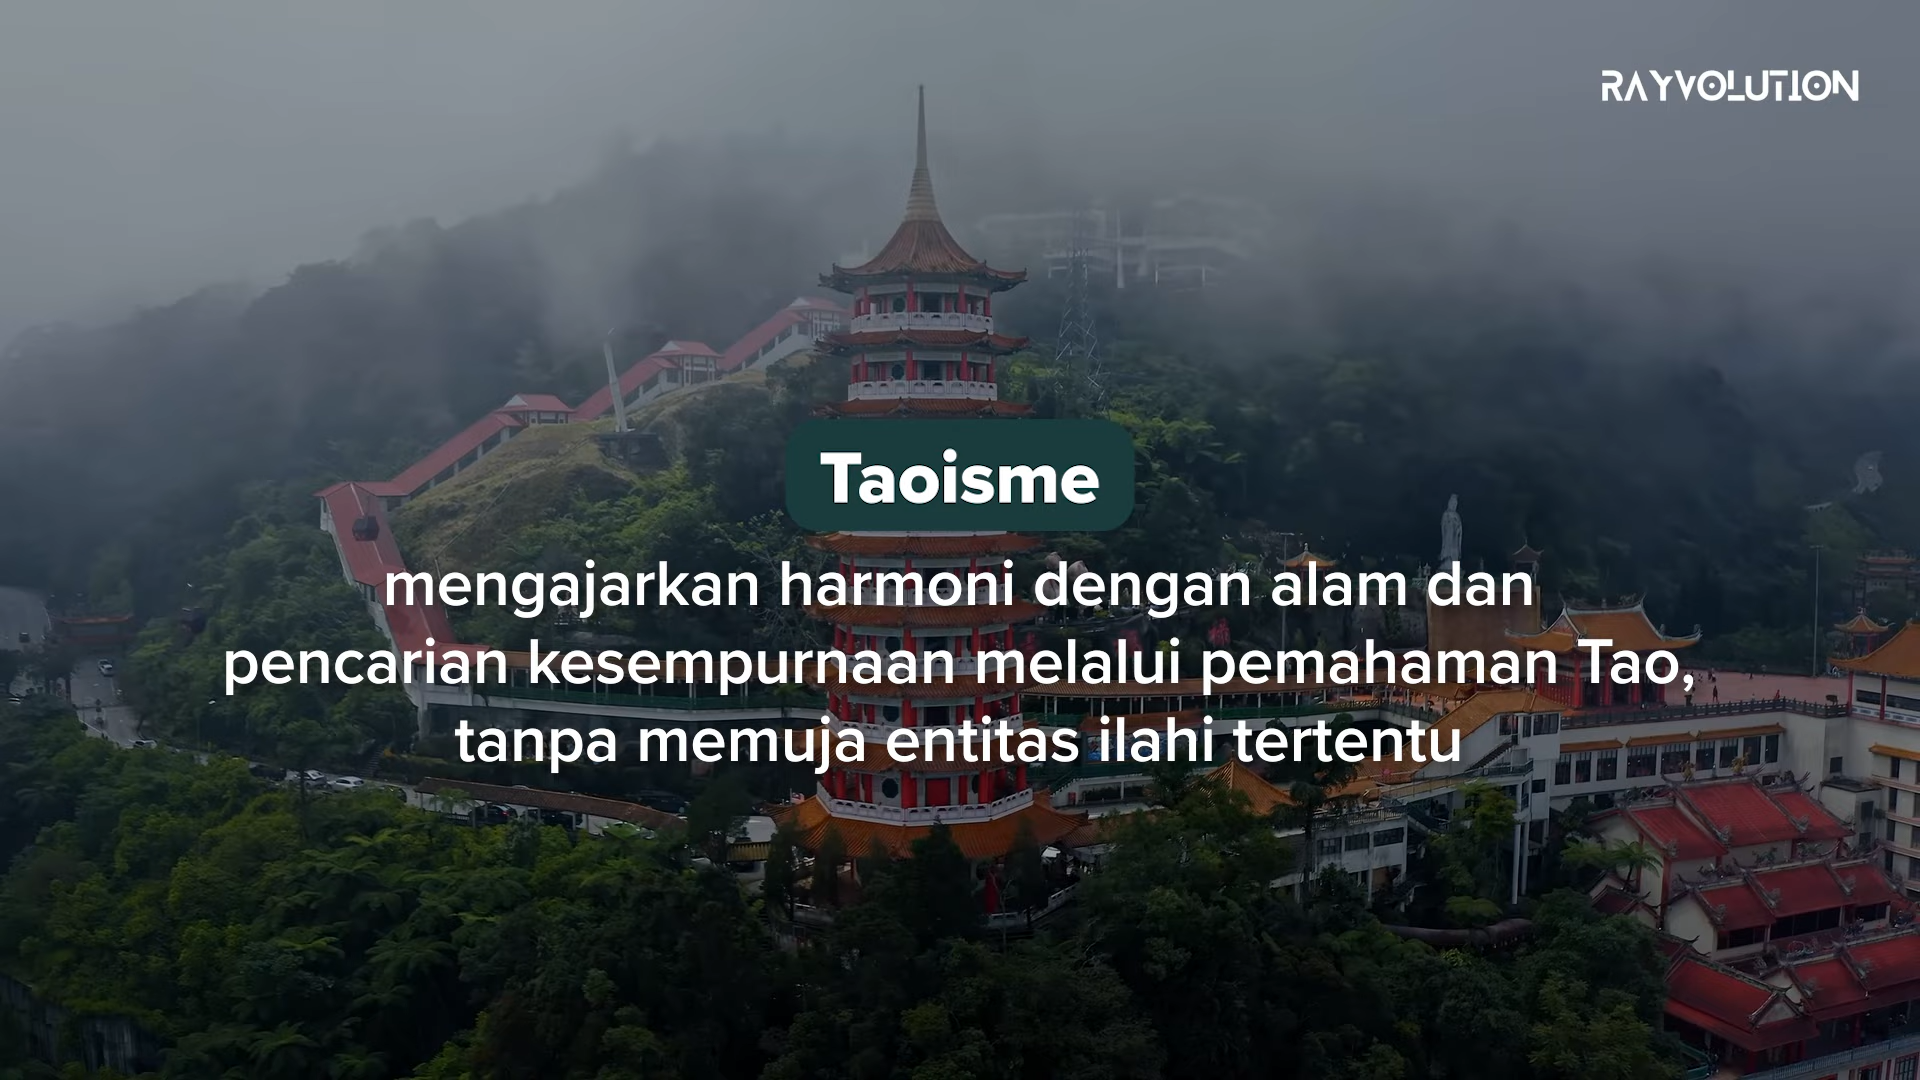 RAYVOLUTION
Taoisme
mengajarkan harmoni dengan alam dan
pencarian kesempurnaan melalui pemahaman Tao,
tanpa memuja entitas ilahi tertentu